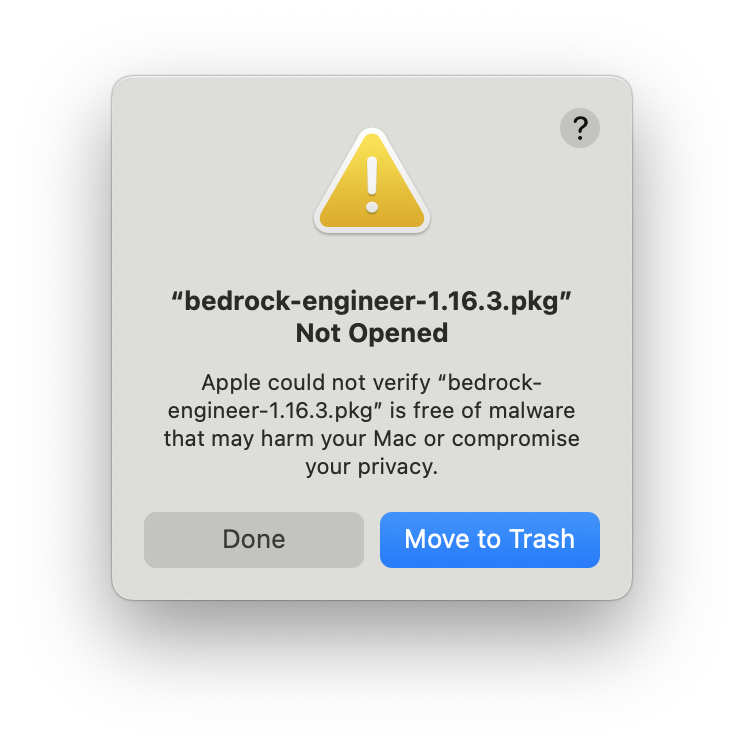 ?
“bedrock-engineer-1.16.3.pkg”
Not Opened
Apple could not verify “bedrock-
engineer-1.16.3.pkg” is free of malware
that may harm your Mac or compromise
your privacy.
Done
Move to Trash